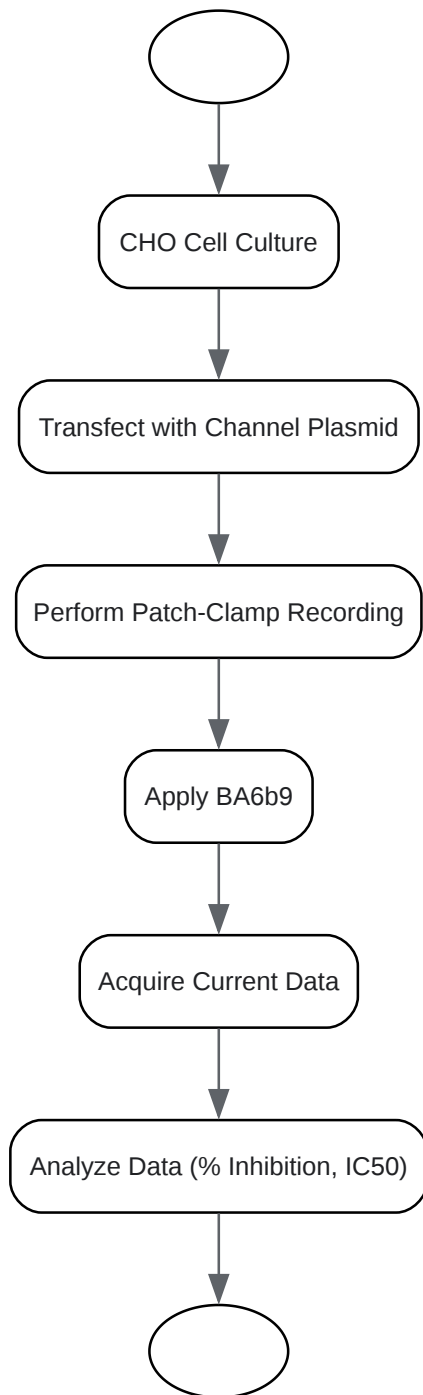 CHO Cell Culture
Transfect with Channel Plasmid
Perform Patch-Clamp Recording
Apply BA6b9
Acquire Current Data
Analyze Data (% Inhibition, IC50)